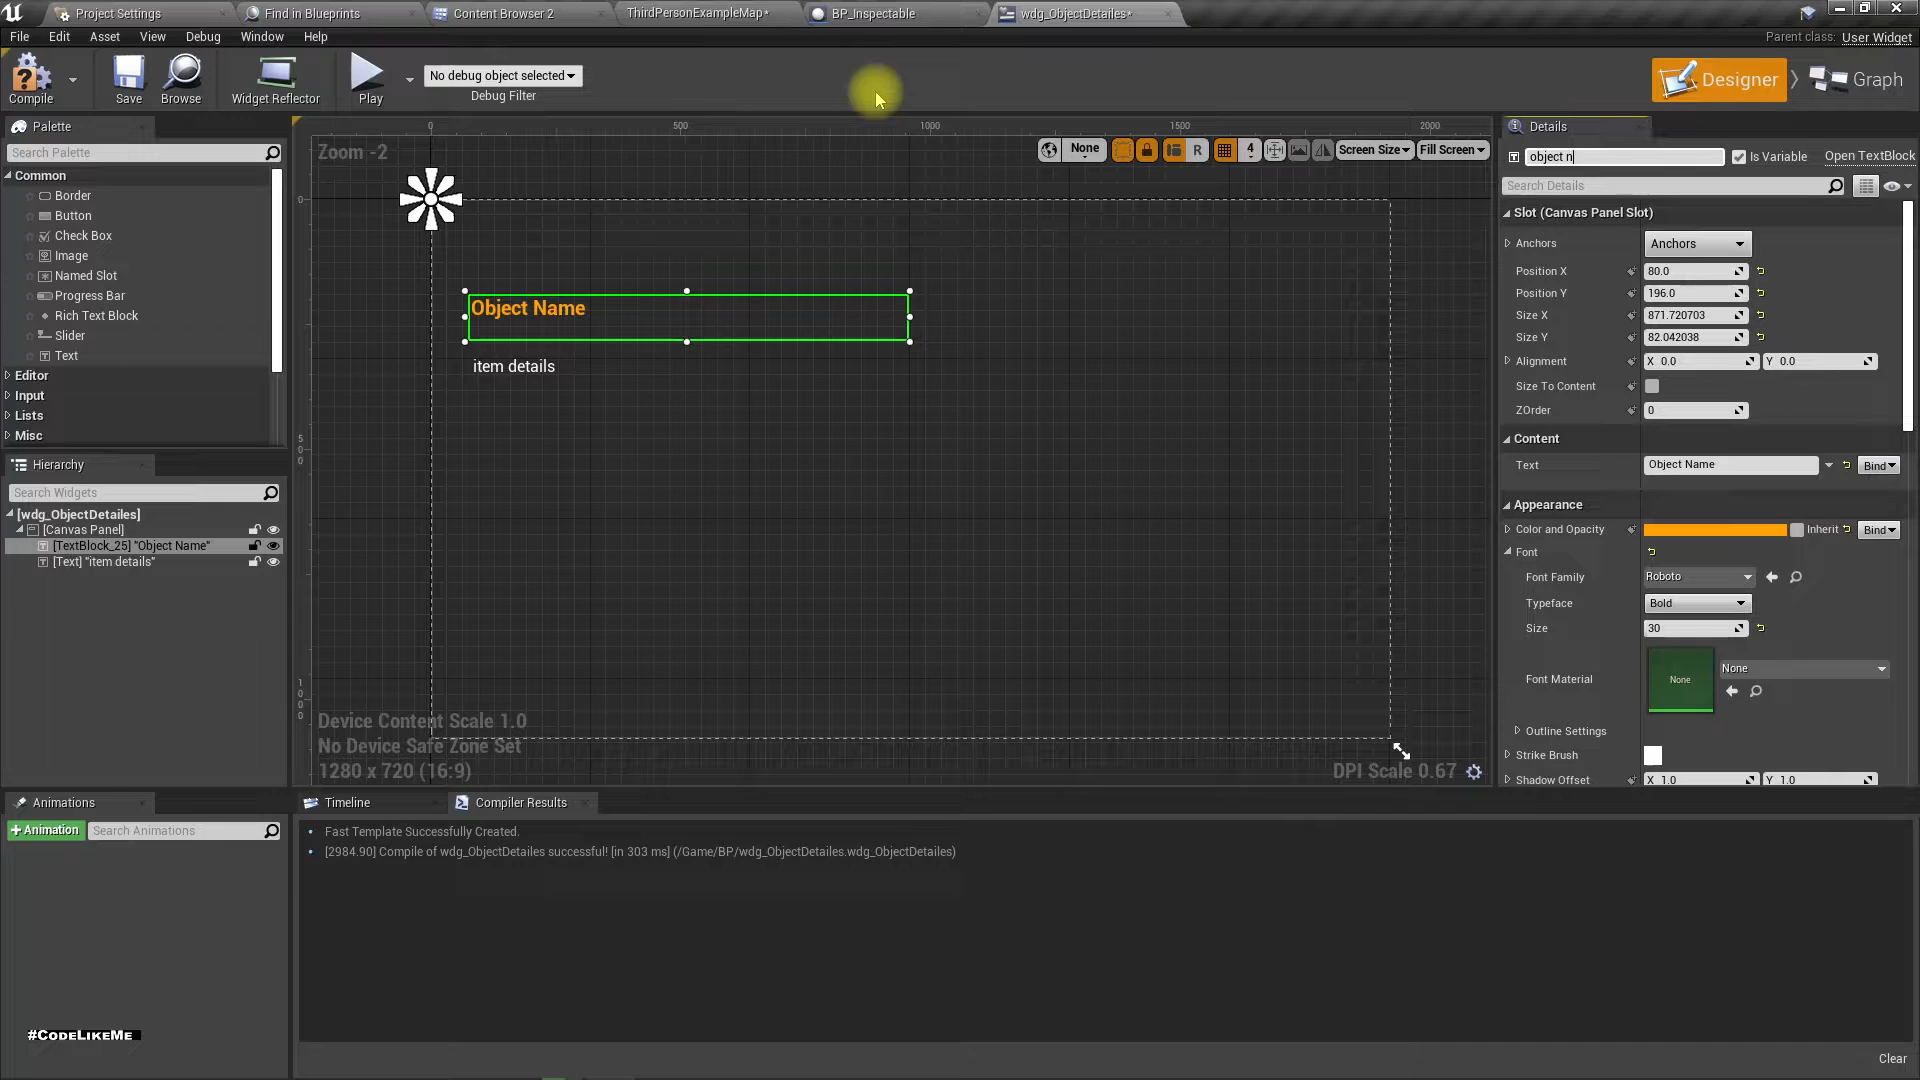 Project Settings
Find in Blueprints
Content Browser 2
ThirdPersonExampleMap*
BP_Inspectable
wdg_ObjectDetailes*
File Edit Asset View Debug Window Help
Parent class: User Widget
Compile
Save
Browse
Widget Reflector
Play
No debug object selected
Debug Filter
Designer
Graph
Palette
Search Palette
Common
Border
Button
Check Box
Image
Named Slot
Progress Bar
Rich Text Block
Slider
Text
Editor
Input
Lists
Misc
Hierarchy
Search Widgets
[wdg_ObjectDetailes]
[Canvas Panel]
[TextBlock_25] "Object Name"
[Text] "item details"
Animations
+Animation
Search Animations
#CodeLikeMe
0 500 1000 1500 2000
Zoom -2
None
R
4
Screen Size
Fill Screen
0
500
1000
Object Name
item details
Device Content Scale 1.0
No Device Safe Zone Set
1280 x 720 (16:9)
DPI Scale 0.67
Timeline
Compiler Results
Fast Template Successfully Created.
[2984.90] Compile of wdg_ObjectDetailes successful! [in 303 ms] (/Game/BP/wdg_ObjectDetailes.wdg_ObjectDetailes)
Clear
Details
object n
Is Variable
Open TextBlock
Search Details
Slot (Canvas Panel Slot)
Anchors Anchors
Position X 80.0
Position Y 196.0
Size X 871.720703
Size Y 82.042038
Alignment X 0.0 Y 0.0
Size To Content
ZOrder 0
Content
Text Object Name Bind
Appearance
Color and Opacity Inherit Bind
Font
Font Family Roboto
Typeface Bold
Size 30
Font Material None None
Outline Settings
Strike Brush
Shadow Offset X 1.0 Y 1.0